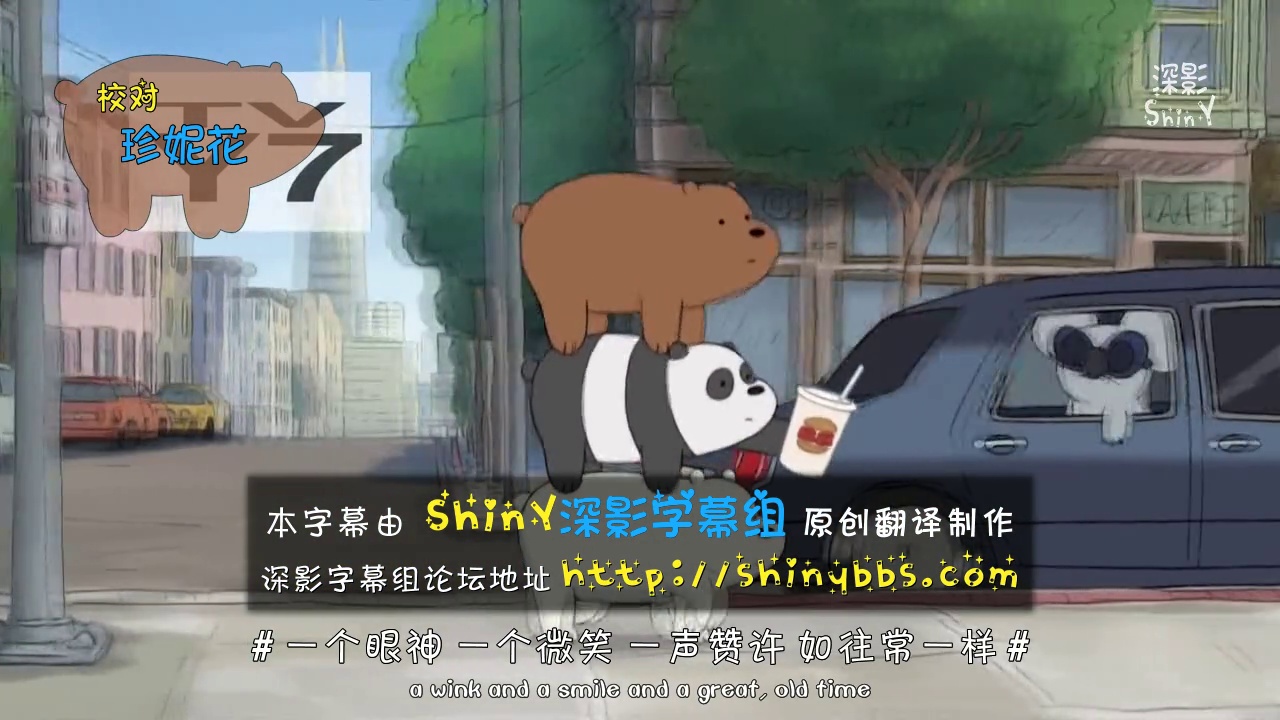 校对
珍妮花
TY
7
深影
ShinY
本字幕由 ShinY深影字幕组 原创翻译制作
深影字幕组论坛地址 http://shinybbs.com
#一个眼神 一个微笑 一声赞许 如往常一样#
a wink and a smile and a great, old time